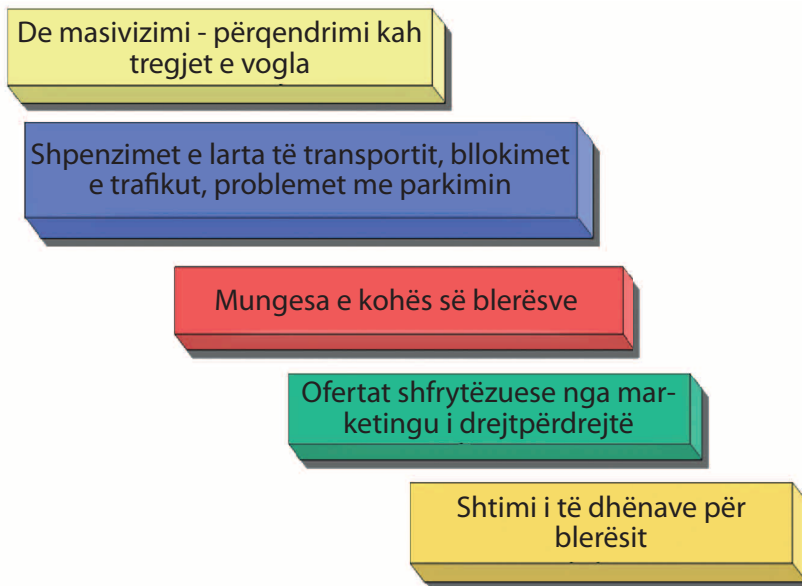 De masivizimi - përqendrimi kah
tregjet e vogla
Shpenzimet e larta të transportit, bllokimet
e trafikut, problemet me parkimin
Mungesa e kohës së blerësve
Ofertat shfrytëzuese nga mar-
ketingu i drejtpërdrejtë
Shtimi i të dhënave për
blerësit